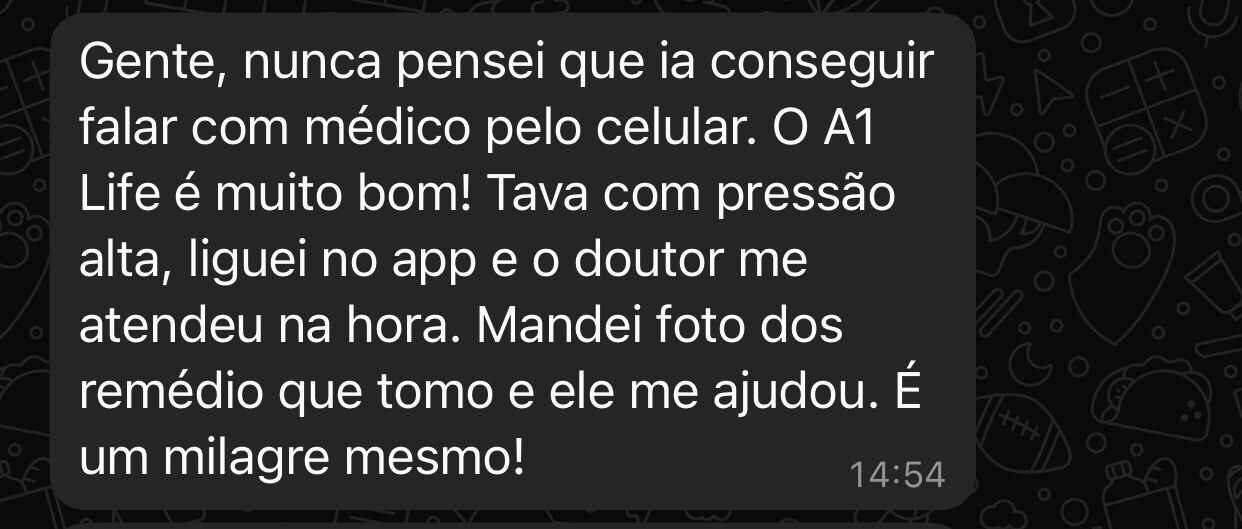 Gente, nunca pensei que ia conseguir
falar com médico pelo celular. O A1
Life é muito bom! Tava com pressão
alta, liguei no app e o doutor me
atendeu na hora. Mandei foto dos
remédio que tomo e ele me ajudou. É
um milagre mesmo!
14:54